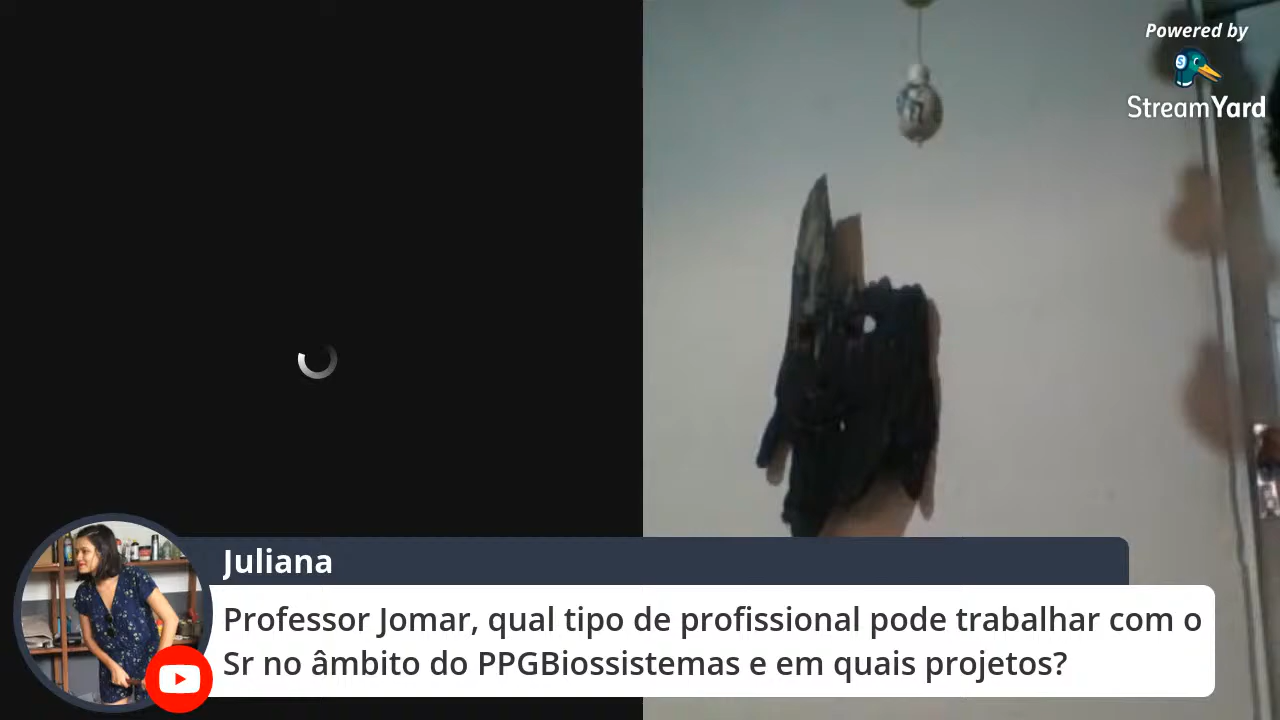 Powered by
StreamYard
Juliana
Professor Jomar, qual tipo de profissional pode trabalhar com o
Sr no âmbito do PPGBiossistemas e em quais projetos?